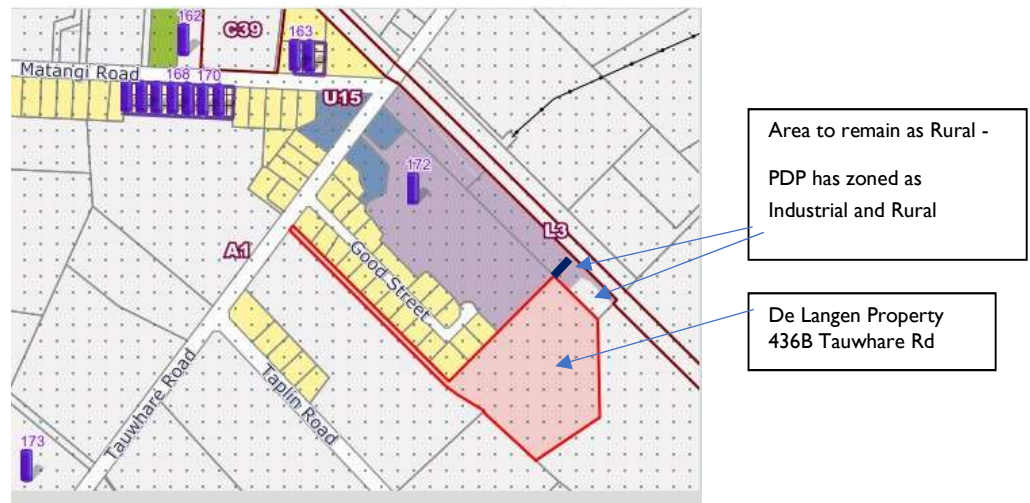 162
C39
163
Matangi Road
168 170
U15
172
L3
A1
Good Street
Tauwhare Road
Taplin Road
173
Area to remain as Rural -
PDP has zoned as
Industrial and Rural
De Langen Property
436B Tauwhare Rd